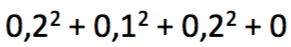 0,2² + 0,1² + 0,2² + 0